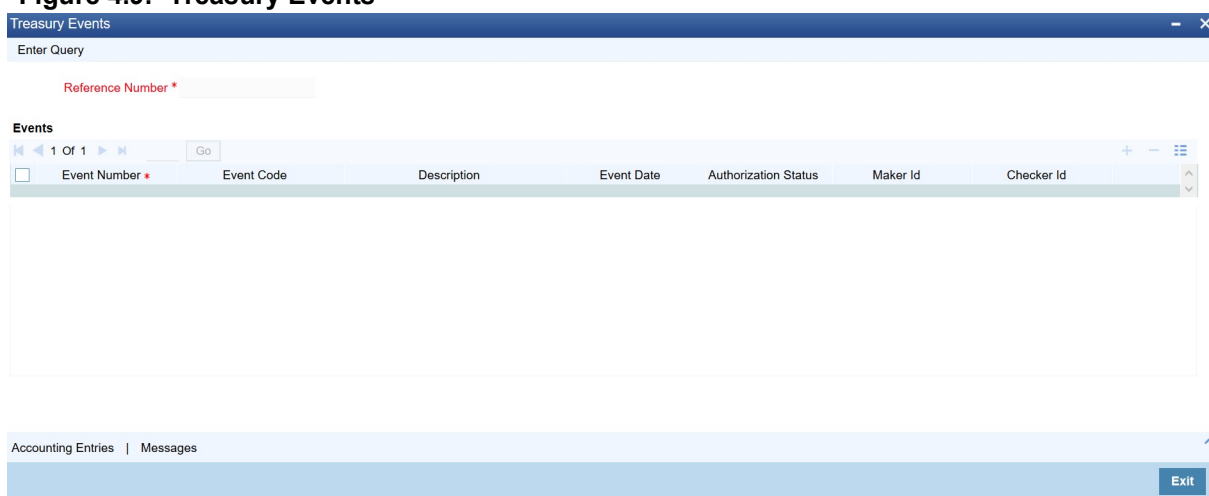 Figure 4.9: Treasury Events
Treasury Events
Enter Query
Reference Number *
Events
1 Of 1 Go
Event Number * Event Code Description Event Date Authorization Status Maker Id Checker Id
Accounting Entries | Messages
Exit